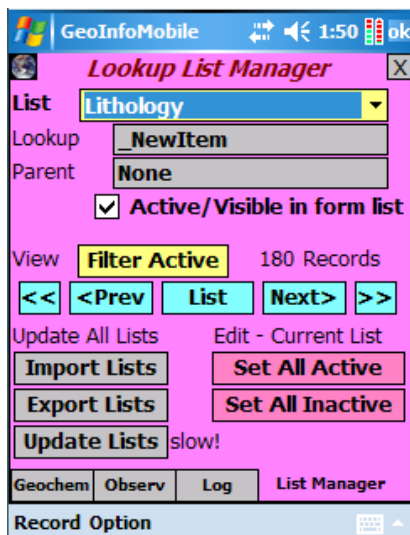 GeoInfoMobile 1:50 ok
Lookup List Manager X
List Lithology
Lookup _NewItem
Parent None
Active/Visible in form list
View Filter Active 180 Records
<< <Prev List Next> >>
Update All Lists Edit - Current List
Import Lists Set All Active
Export Lists Set All Inactive
Update Lists slow!
Geochem Observ Log List Manager
Record Option